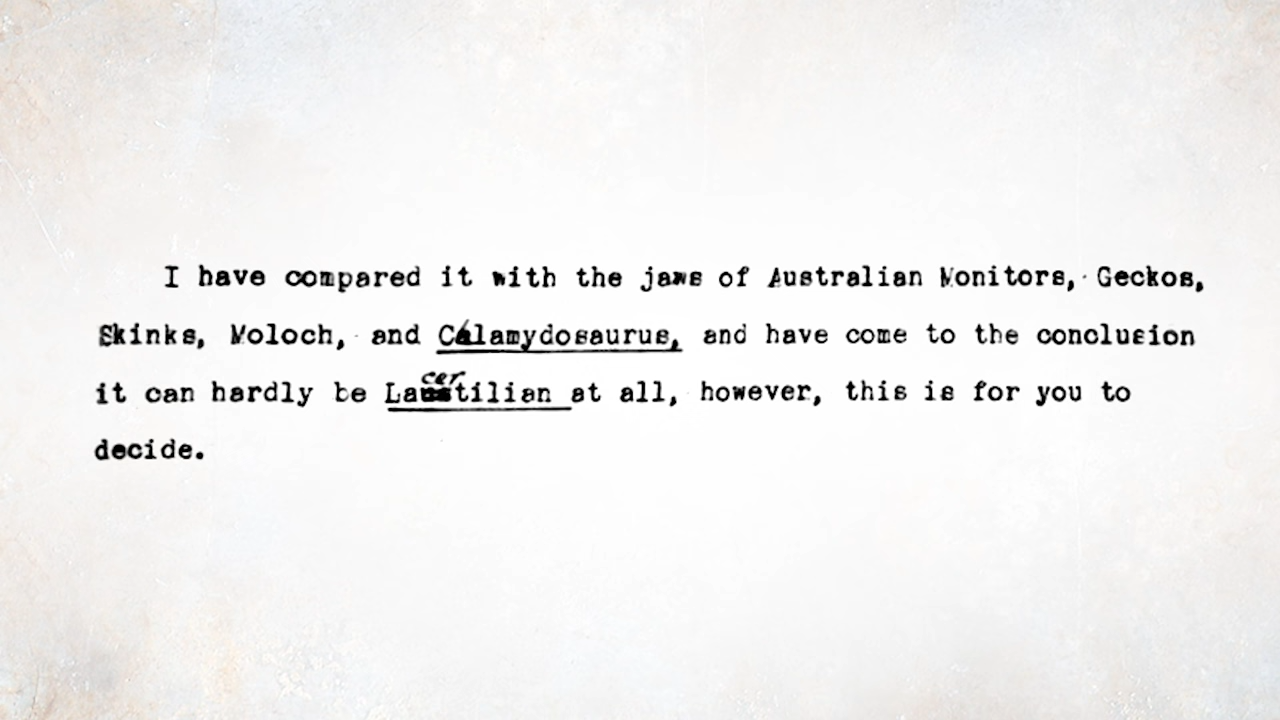 I have compared it with the jaws of Australian Monitors, Geckos,
Skinks, Moloch, and Chlamydosaurus, and have come to the conclusion
it can hardly be Lacertilian at all, however, this is for you to
decide.